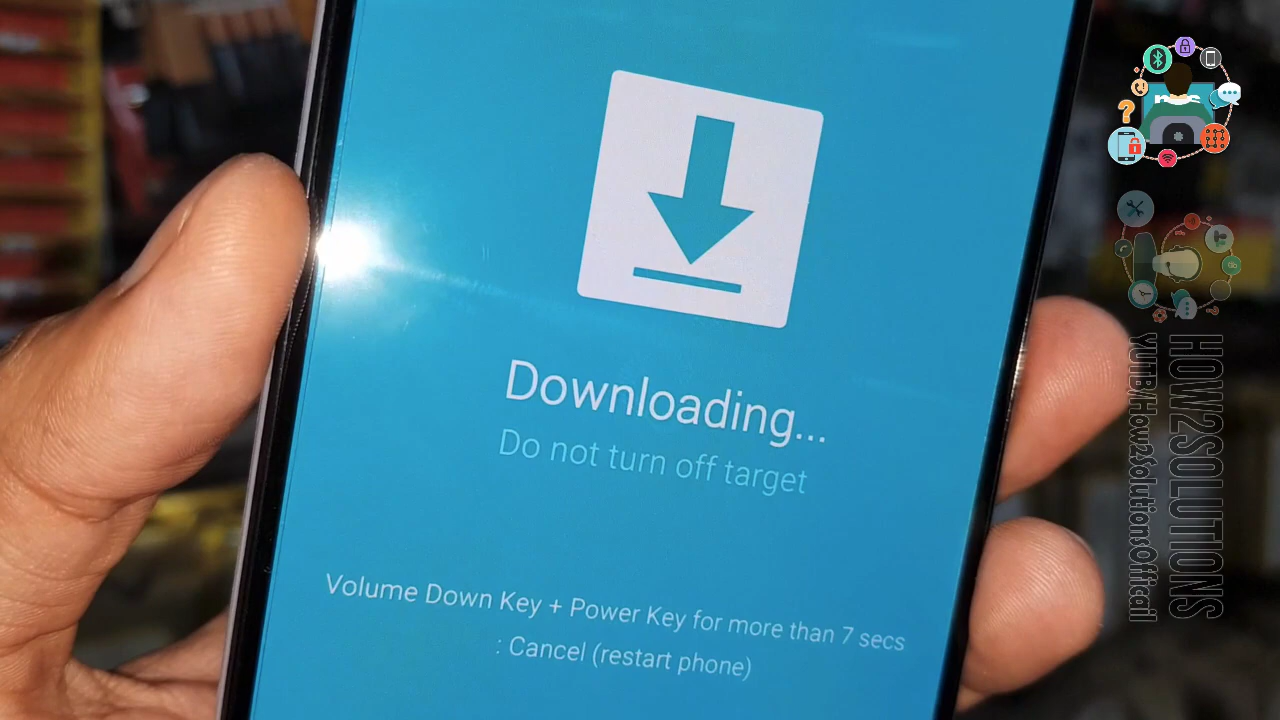 Downloading...
Do not turn off target
Volume Down Key + Power Key for more than 7 secs
: Cancel (restart phone)
HOW2SOLUTIONS
YUTB/How2SolutionsOfficail